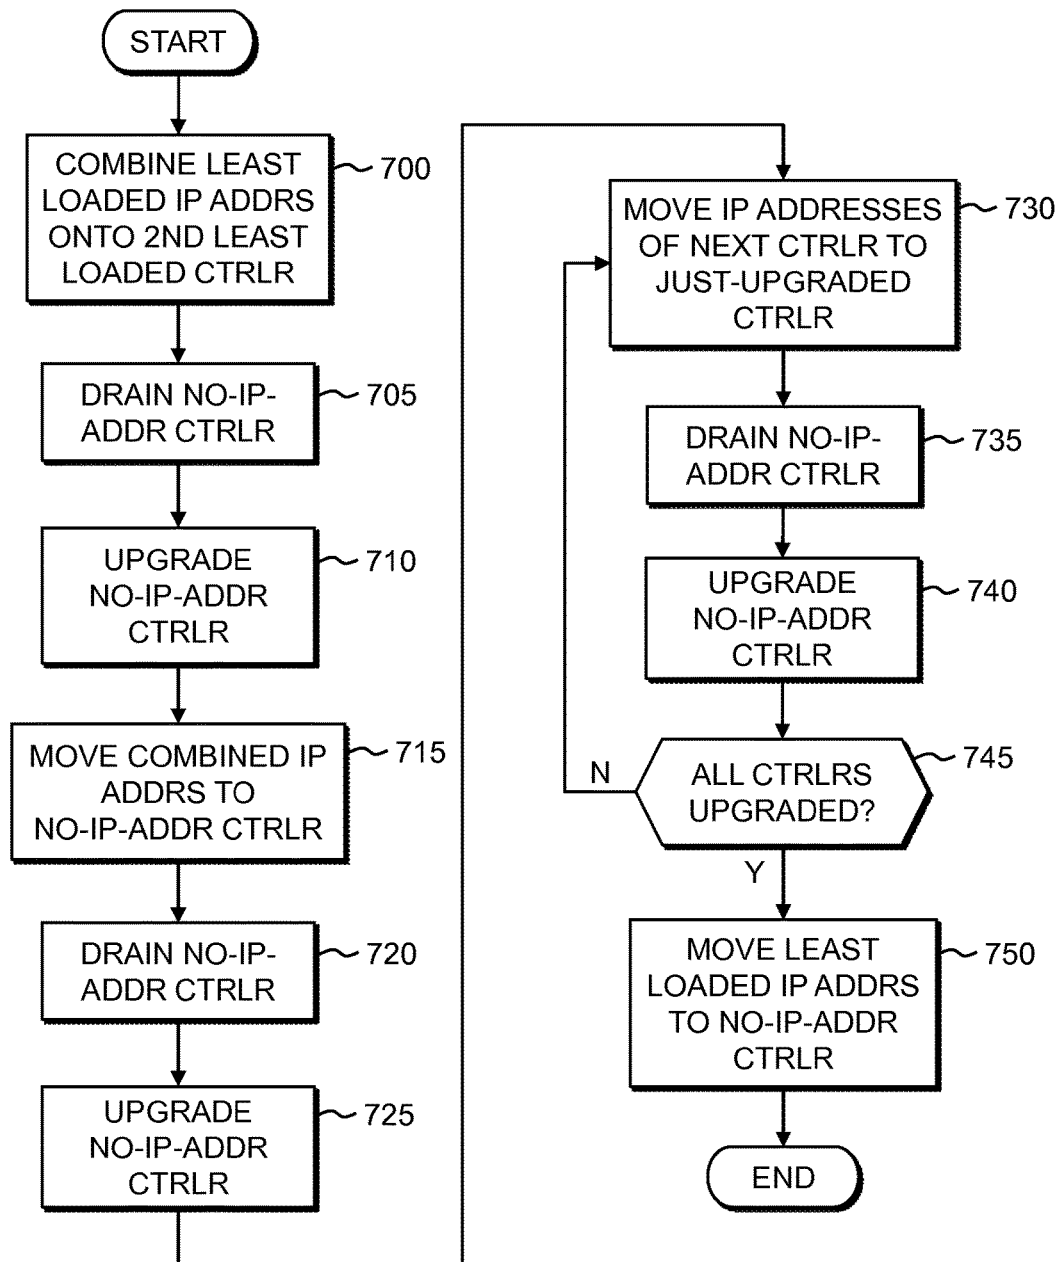 START
COMBINE LEAST
LOADED IP ADDRS
ONTO 2ND LEAST
LOADED CTRLR
700
DRAIN NO-IP-
ADDR CTRLR
705
UPGRADE
NO-IP-ADDR
CTRLR
710
MOVE COMBINED IP
ADDRS TO
NO-IP-ADDR CTRLR
715
DRAIN NO-IP-
ADDR CTRLR
720
UPGRADE
NO-IP-ADDR
CTRLR
725
MOVE IP ADDRESSES
OF NEXT CTRLR TO
JUST-UPGRADED
CTRLR
730
DRAIN NO-IP-
ADDR CTRLR
735
UPGRADE
NO-IP-ADDR
CTRLR
740
ALL CTRLRS
UPGRADED?
745
N
Y
MOVE LEAST
LOADED IP ADDRS
TO NO-IP-ADDR
CTRLR
750
END